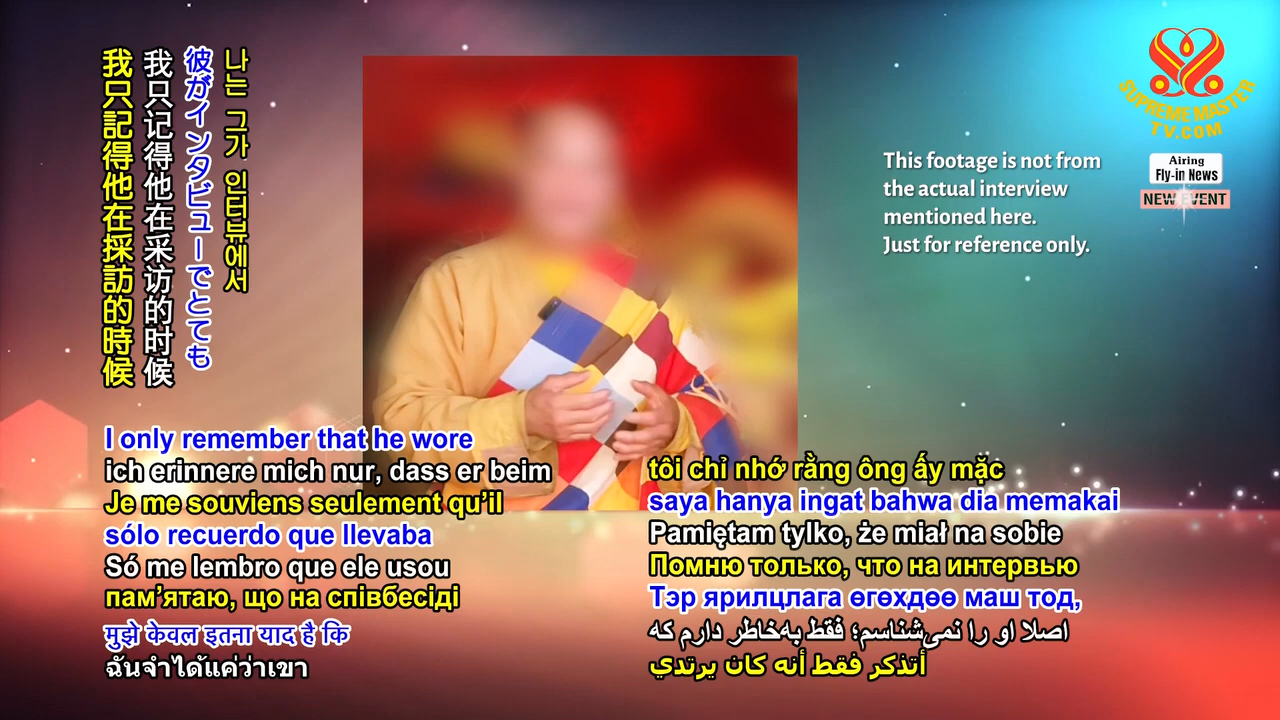 나는 그가 인터뷰에서
彼がインタビューでとても
我只记得他在采访的时候
我只記得他在採訪的時候
SUPREME MASTER
TV.COM
Airing
Fly-in News
NEW EVENT
This footage is not from
the actual interview
mentioned here.
Just for reference only.
I only remember that he wore
ich erinnere mich nur, dass er beim
Je me souviens seulement qu’il
sólo recuerdo que llevaba
Só me lembro que ele usou
пам’ятаю, що на співбесіді
मुझे केवल इतना याद है कि
ฉันจำได้แค่ว่าเขา
tôi chỉ nhớ rằng ông ấy mặc
saya hanya ingat bahwa dia memakai
Pamiętam tylko, że miał na sobie
Помню только, что на интервью
Тэр ярилцлага өгөхдөө маш тод,
اصلا او را نمی‌شناسم؛ فقط به‌خاطر دارم که
أتذكر فقط أنه كان يرتدي